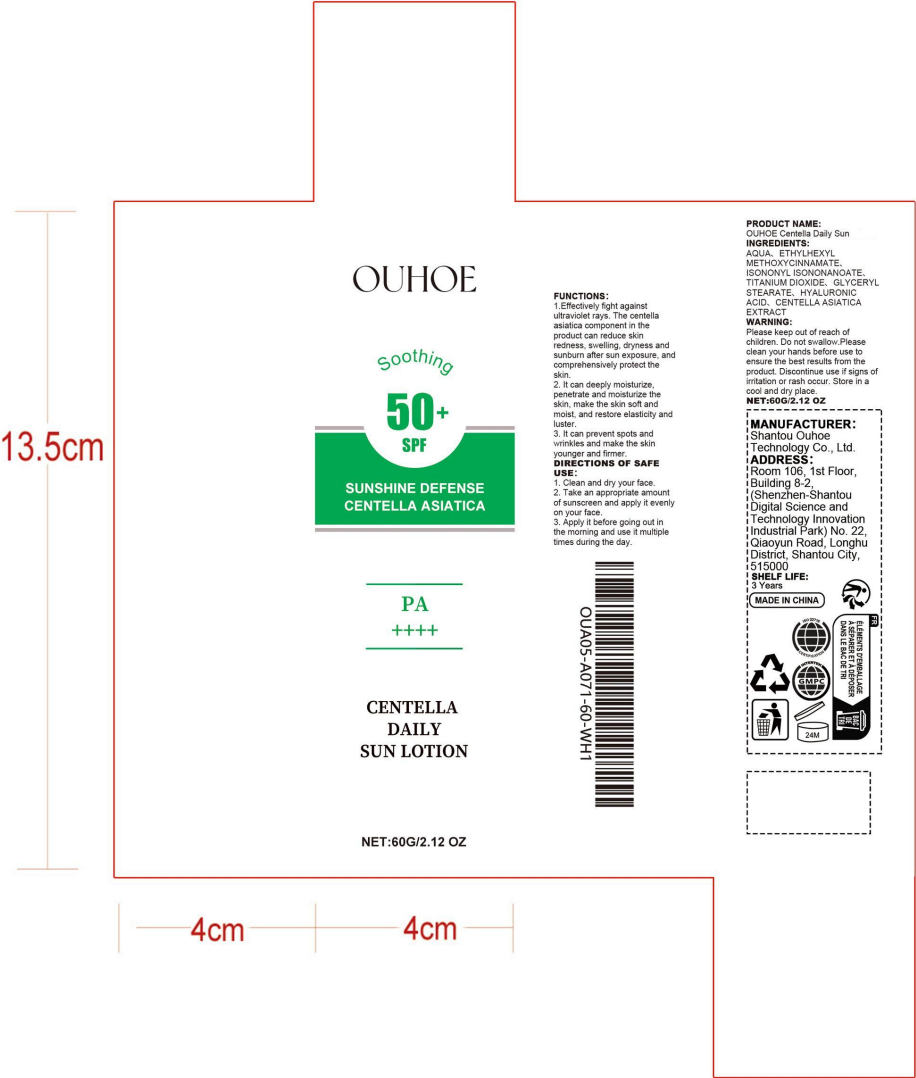 13.5cm
4cm
4cm
OUHOE
Soothing
50+
SPF
SUNSHINE DEFENSE
CENTELLA ASIATICA
PA
++++
CENTELLA
DAILY
SUN LOTION
NET:60G/2.12 OZ
FUNCTIONS:
1.Effectively fight against
ultraviolet rays. The centella
asiatica component in the
product can reduce skin
redness, swelling, dryness and
sunburn after sun exposure, and
comprehensively protect the
skin.
2. It can deeply moisturize,
penetrate and moisturize the
skin, make the skin soft and
moist, and restore elasticity and
luster.
3. It can prevent spots and
wrinkles and make the skin
younger and firmer.
DIRECTIONS OF SAFE
USE:
1. Clean and dry your face.
2. Take an appropriate amount
of sunscreen and apply it evenly
on your face.
3. Apply it before going out in
the morning and use it multiple
times during the day.
OUA05-A071-60-WH1
PRODUCT NAME:
OUHOE Centella Daily Sun
INGREDIENTS:
AQUA、ETHYLHEXYL
METHOXYCINNAMATE、
ISONONYL ISONONANOATE、
TITANIUM DIOXIDE、GLYCERYL
STEARATE、HYALURONIC
ACID、CENTELLA ASIATICA
EXTRACT
WARNING:
Please keep out of reach of
children. Do not swallow.Please
clean your hands before use to
ensure the best results from the
product. Discontinue use if signs of
irritation or rash occur. Store in a
cool and dry place.
NET:60G/2.12 OZ
MANUFACTURER:
Shantou Ouhoe
Technology Co., Ltd.
ADDRESS:
Room 106, 1st Floor,
Building 8-2,
(Shenzhen-Shantou
Digital Science and
Technology Innovation
Industrial Park) No. 22,
Qiaoyun Road, Longhu
District, Shantou City,
515000
SHELF LIFE:
3 Years
MADE IN CHINA
ISO 22716
GMPC
24M
FR
ÉLÉMENTS D'EMBALLAGE
À SÉPARER ET À DÉPOSER
DANS LE BAC DE TRI
BAC
DE
TRI